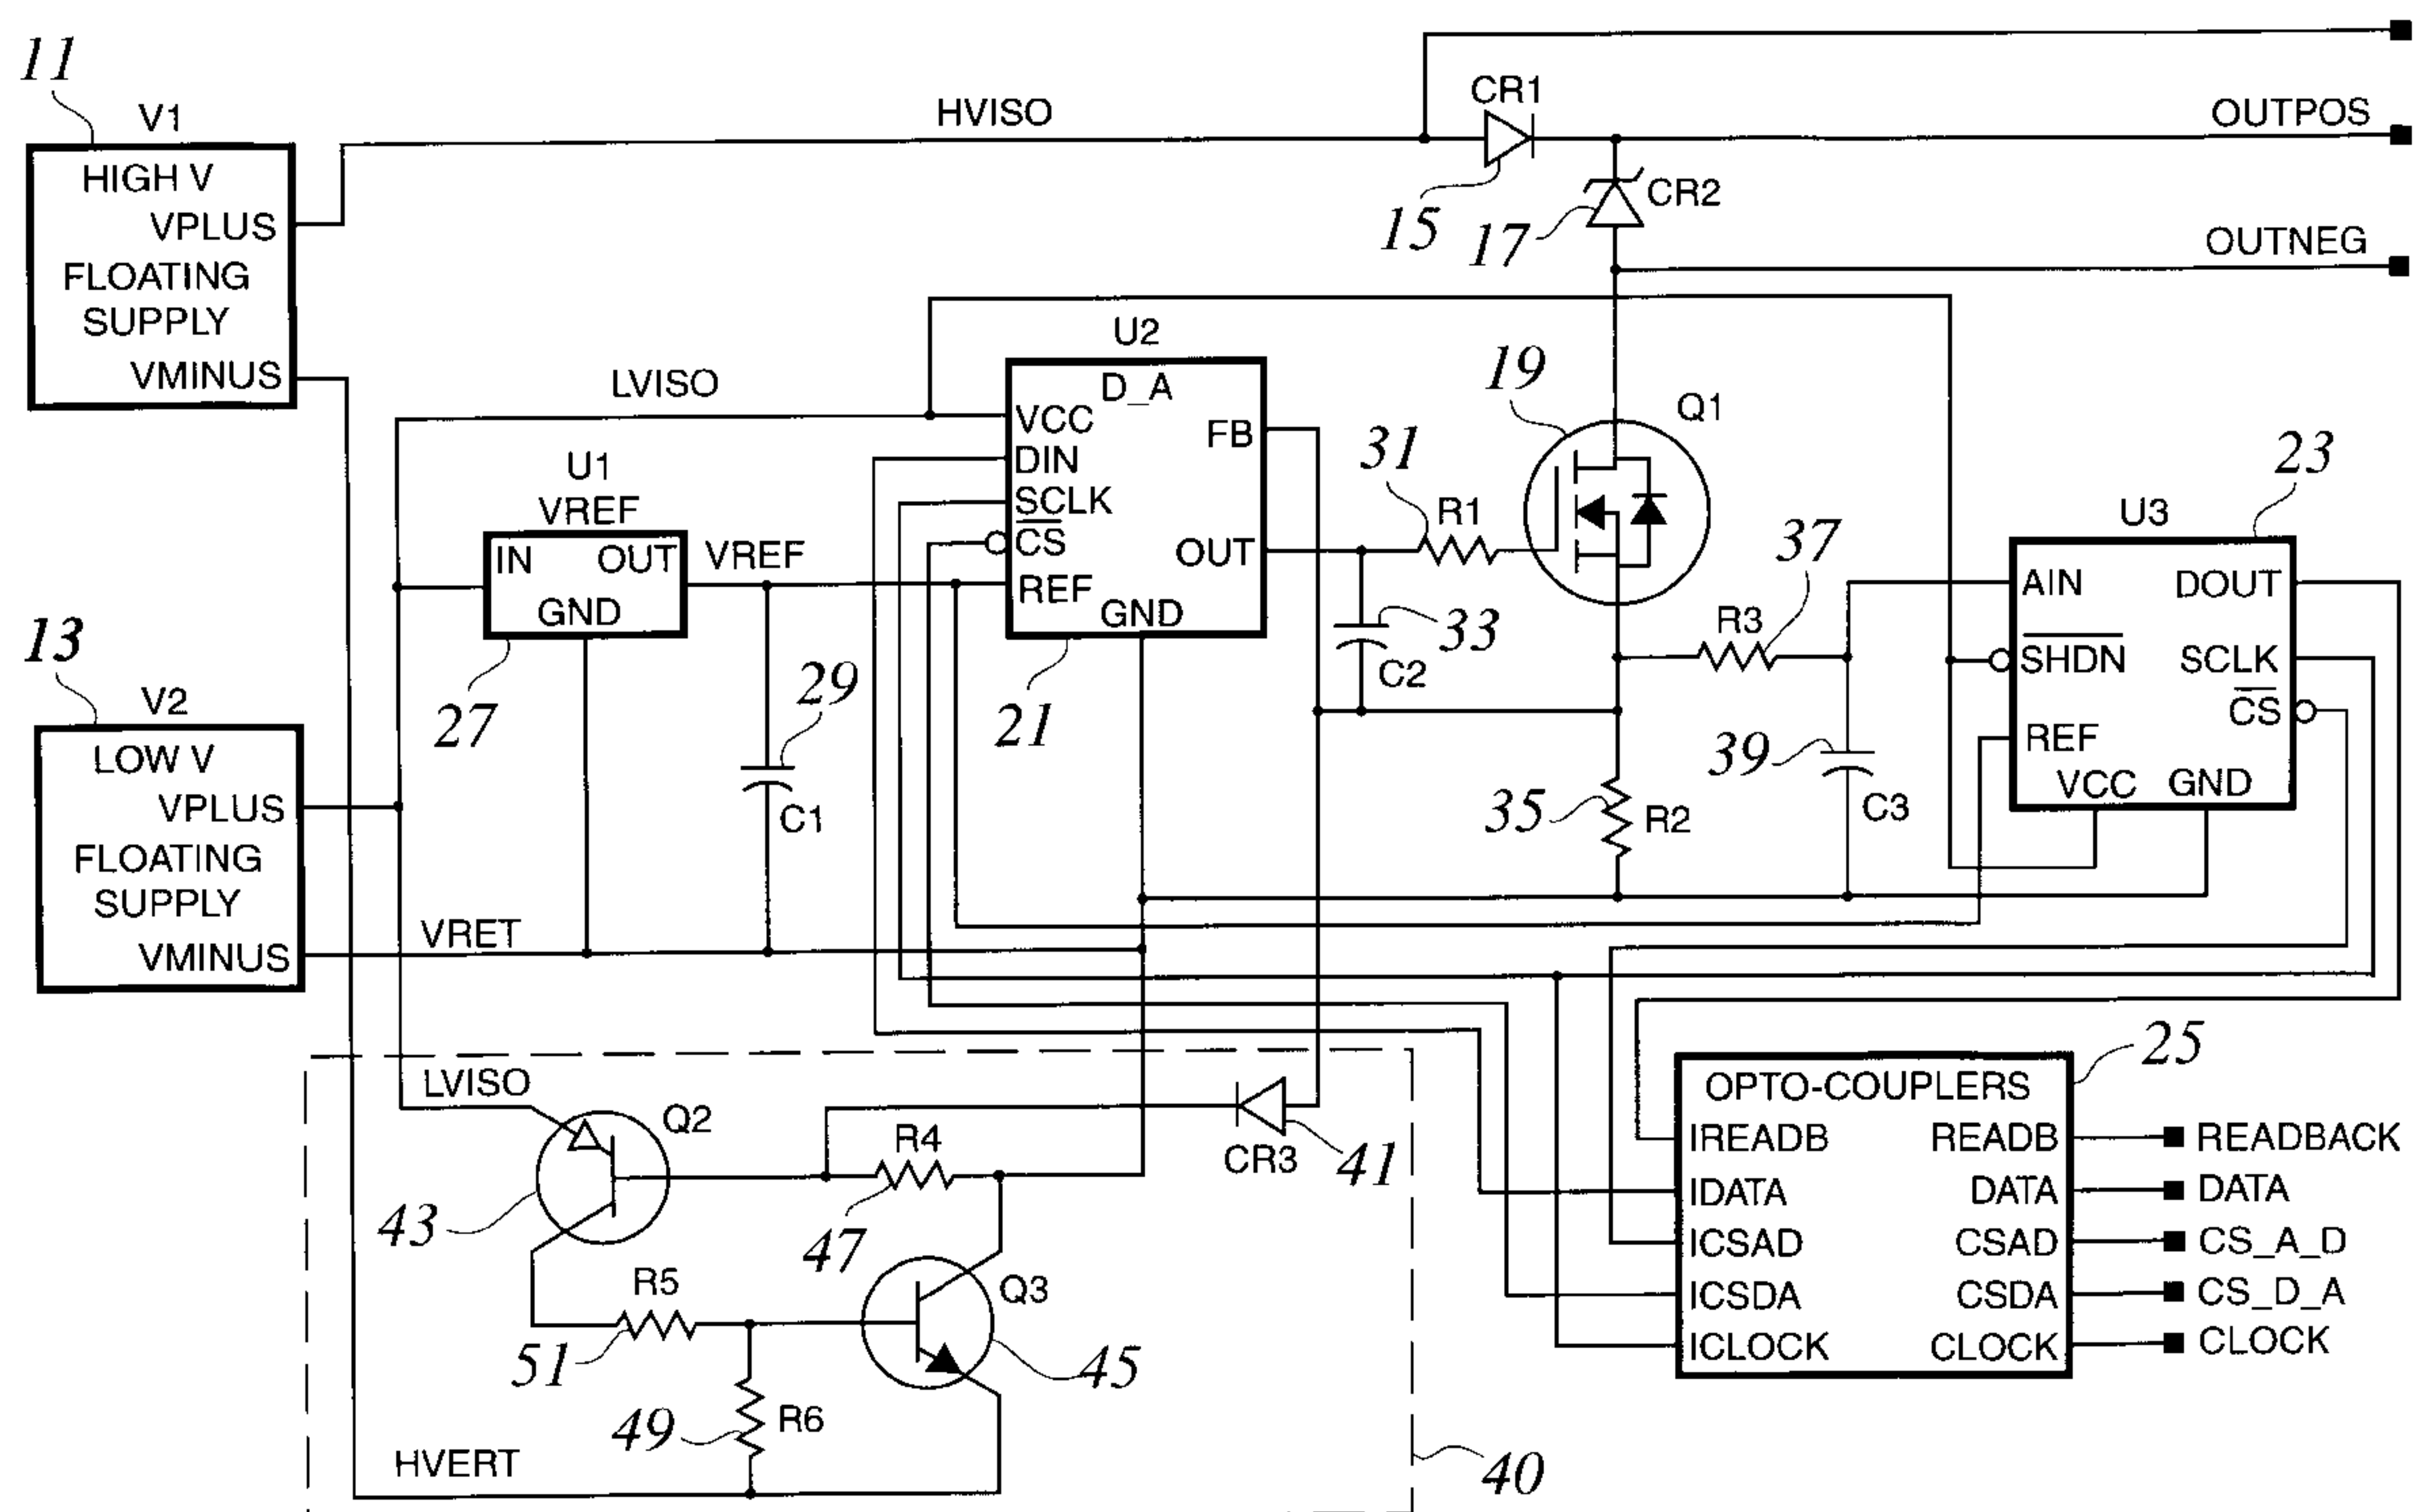 11
V1
HIGH V
VPLUS
FLOATING
SUPPLY
VMINUS
HVISO
CR1
15
17
CR2
OUTPOS
OUTNEG
LVISO
U1
VREF
IN OUT
GND
27
VREF
29
C1
U2
D_A
VCC
DIN
SCLK
CS
REF
GND
FB
OUT
21
31
R1
33
C2
19
Q1
R3
37
39
C3
35
R2
23
U3
AIN
SHDN
REF
VCC GND
DOUT
SCLK
CS
13
V2
LOW V
VPLUS
FLOATING
SUPPLY
VMINUS
VRET
LVISO
Q2
43
R4
47
CR3
41
R5
51
Q3
45
R6
49
HVERT
40
25
OPTO-COUPLERS
IREADB READB READBACK
IDATA DATA DATA
ICSAD CSAD CS_A_D
ICSDA CSDA CS_D_A
ICLOCK CLOCK CLOCK